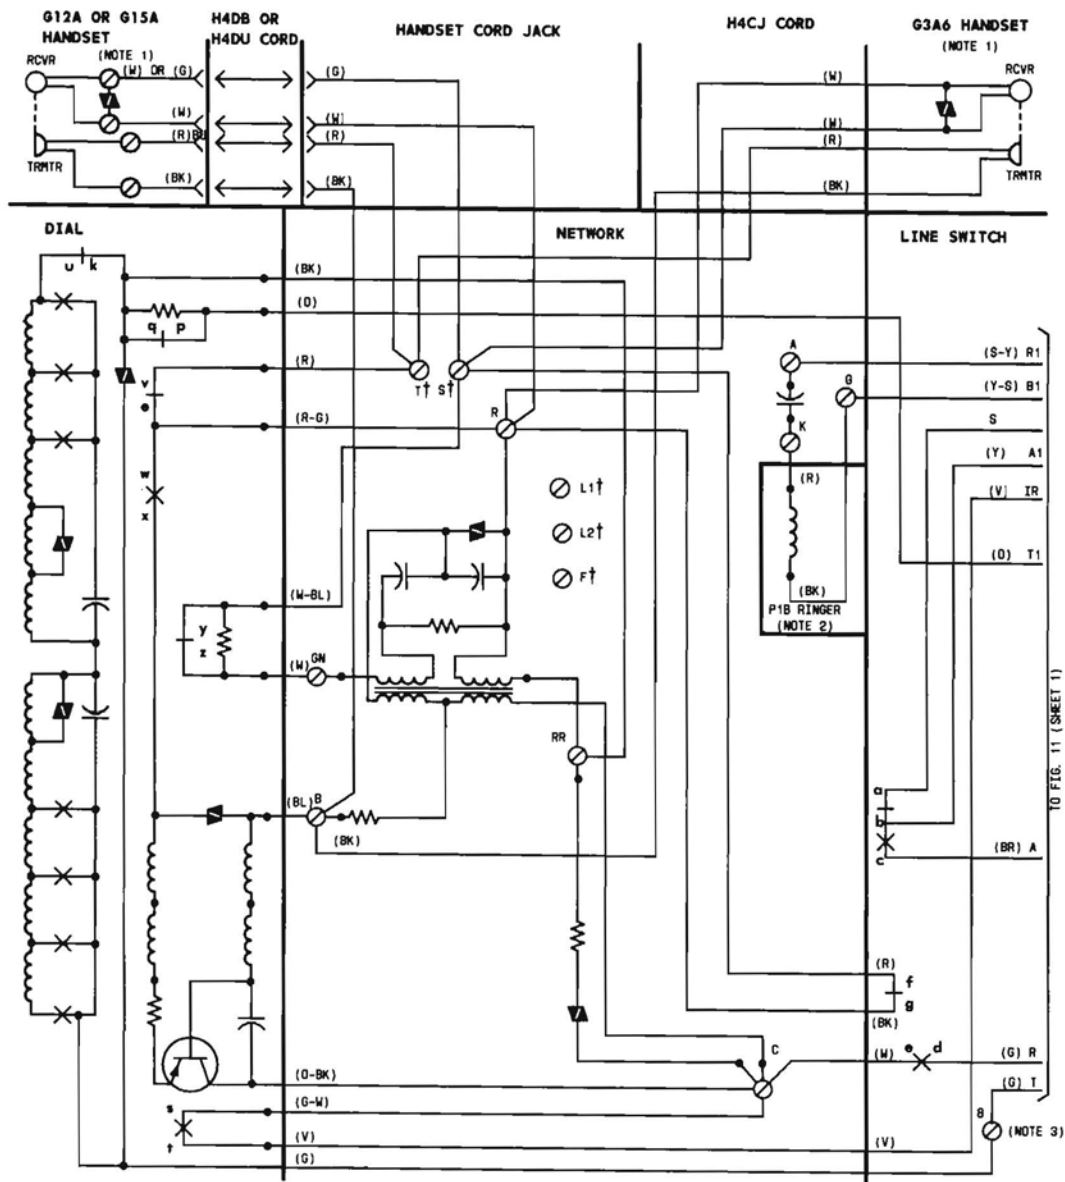 G12A OR G15A
HANDSET
(NOTE 1)
H4DB OR
H4DU CORD
HANDSET CORD JACK
H4CJ CORD
G3A6 HANDSET
(NOTE 1)
RCVR
(W) OR (G)
(G)
(W)
RCVR
(W)
(W)
(W)
(R)BU
(R)
(R)
TRMTR
(BK)
(BK)
(BK)
TRMTR
DIAL
NETWORK
LINE SWITCH
u k
(BK)
(O)
q p
A
(S-Y) R1
v
(R)
T† S†
G
(Y-S) B1
e
(R-G)
R
K
S
w
(R)
(Y) A1
x
L1†
(V) IR
L2†
(O) T1
F†
(W-BL)
(BK)
y
P1B RINGER
(NOTE 2)
z
(W) GN
RR
TO FIG. 11 (SHEET 1)
a
(BL) B
b
(BK)
c
(BR) A
(R)
f
g
(BK)
C
(W)
e d
(G) R
(O-BK)
(G) T
s
(G-W)
8
(NOTE 3)
t
(V)
(V)
(G)